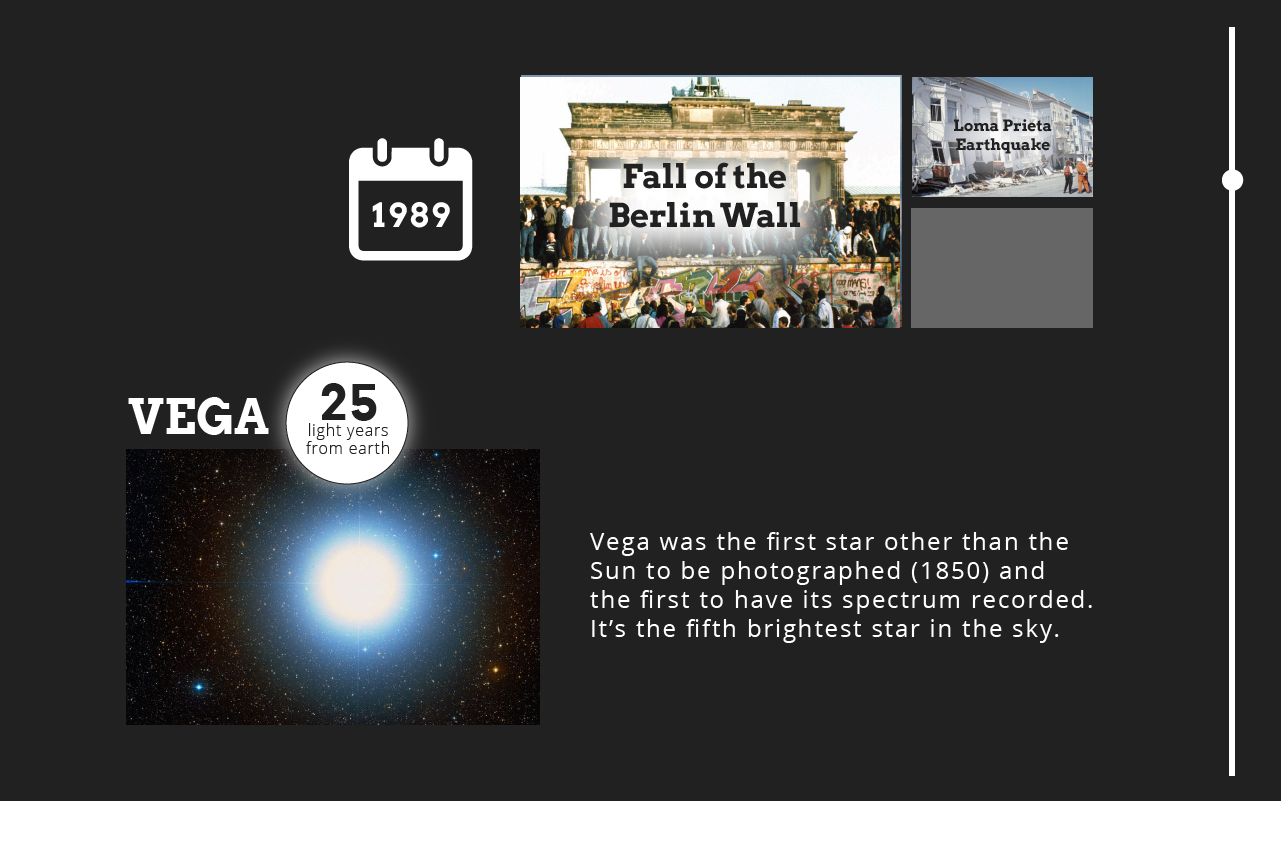 1989
Fall of the
Berlin Wall
Loma Prieta
Earthquake
VEGA
25
light years
from earth
Vega was the first star other than the
Sun to be photographed (1850) and
the first to have its spectrum recorded.
It’s the fifth brightest star in the sky.